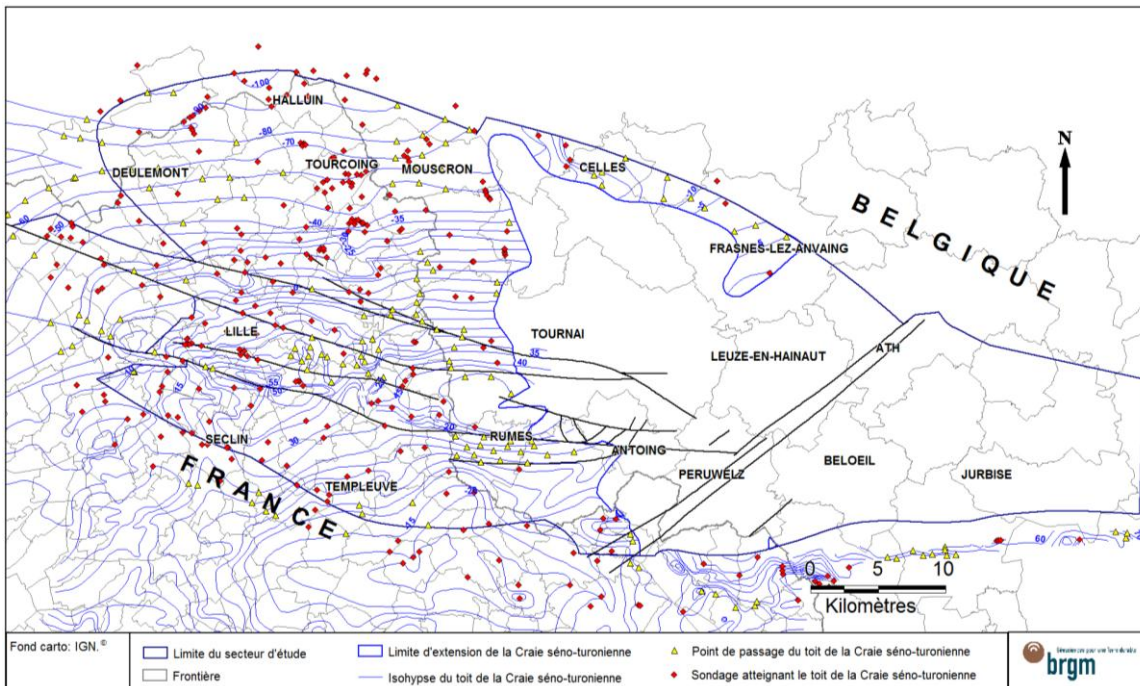 -100
HALLUIN
-90
-80
-70
DEULEMONT
TOURCOING
MOUSCRON
CELLES
N
-10
-5
BELGIQUE
-60
-50
-40
-35
FRASNES-LEZ-ANVAING
LILLE
TOURNAI
35
40
LEUZE-EN-HAINAUT
ATH
55
50
15
20
RUMES
SECLIN
30
ANTOING
PERUWELZ
BELOEIL
JURBISE
FRANCE
TEMPLEUVE
-25
-15
60
0 5 10
Kilomètres
Fond carto: IGN.©
Limite du secteur d'étude
Limite d'extension de la Craie séno-turonienne
Point de passage du toit de la Craie séno-turonienne
Frontière
Isohypse du toit de la Craie séno-turonienne
Sondage atteignant le toit de la Craie séno-turonienne
brgm